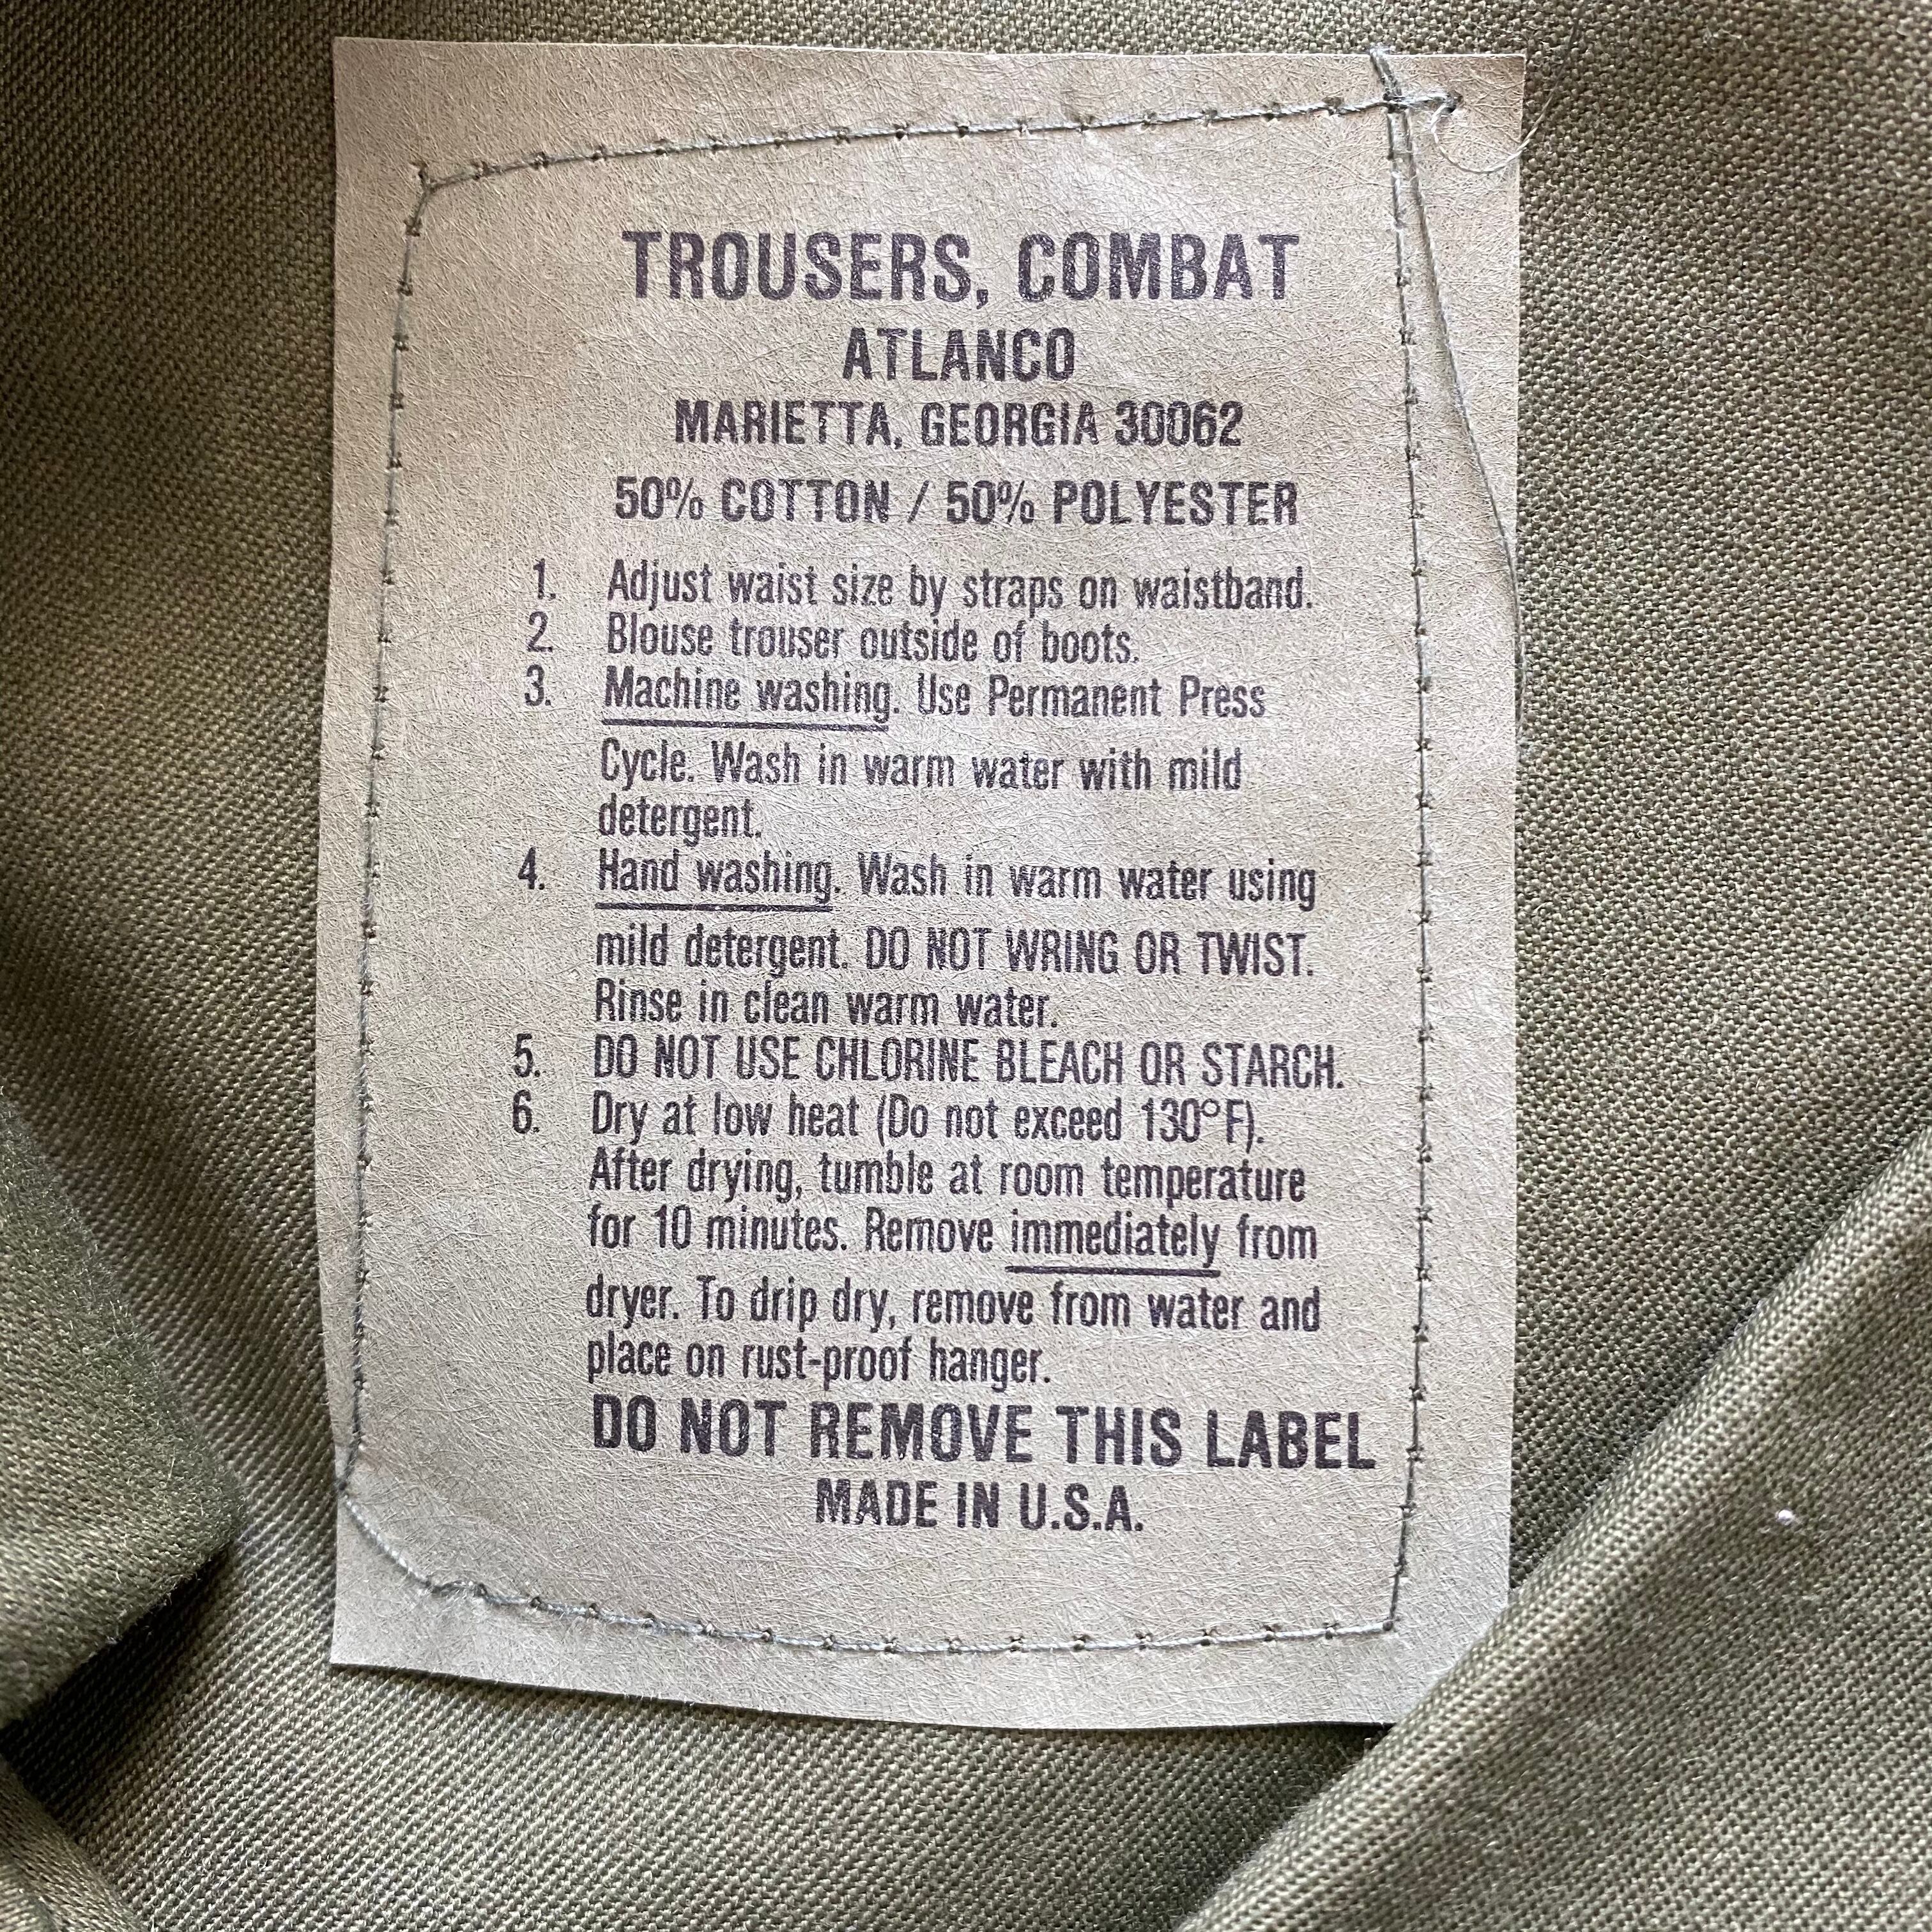 TROUSERS, COMBAT
ATLANCO
MARIETTA, GEORGIA 30062
50% COTTON / 50% POLYESTER
1. Adjust waist size by straps on waistband.
2. Blouse trouser outside of boots.
3. Machine washing. Use Permanent Press
Cycle. Wash in warm water with mild
detergent.
4. Hand washing. Wash in warm water using
mild detergent. DO NOT WRING OR TWIST.
Rinse in clean warm water.
5. DO NOT USE CHLORINE BLEACH OR STARCH.
6. Dry at low heat (Do not exceed 130°F).
After drying, tumble at room temperature
for 10 minutes. Remove immediately from
dryer. To drip dry, remove from water and
place on rust-proof hanger.
DO NOT REMOVE THIS LABEL
MADE IN U.S.A.